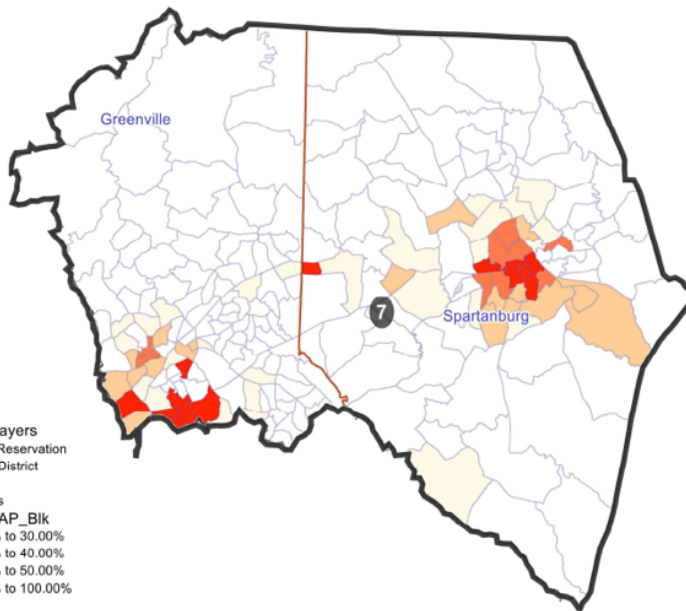 Greenville
7
Spartanburg
ayers
Reservation
District
s
AP_Blk
to 30.00%
to 40.00%
to 50.00%
to 100.00%